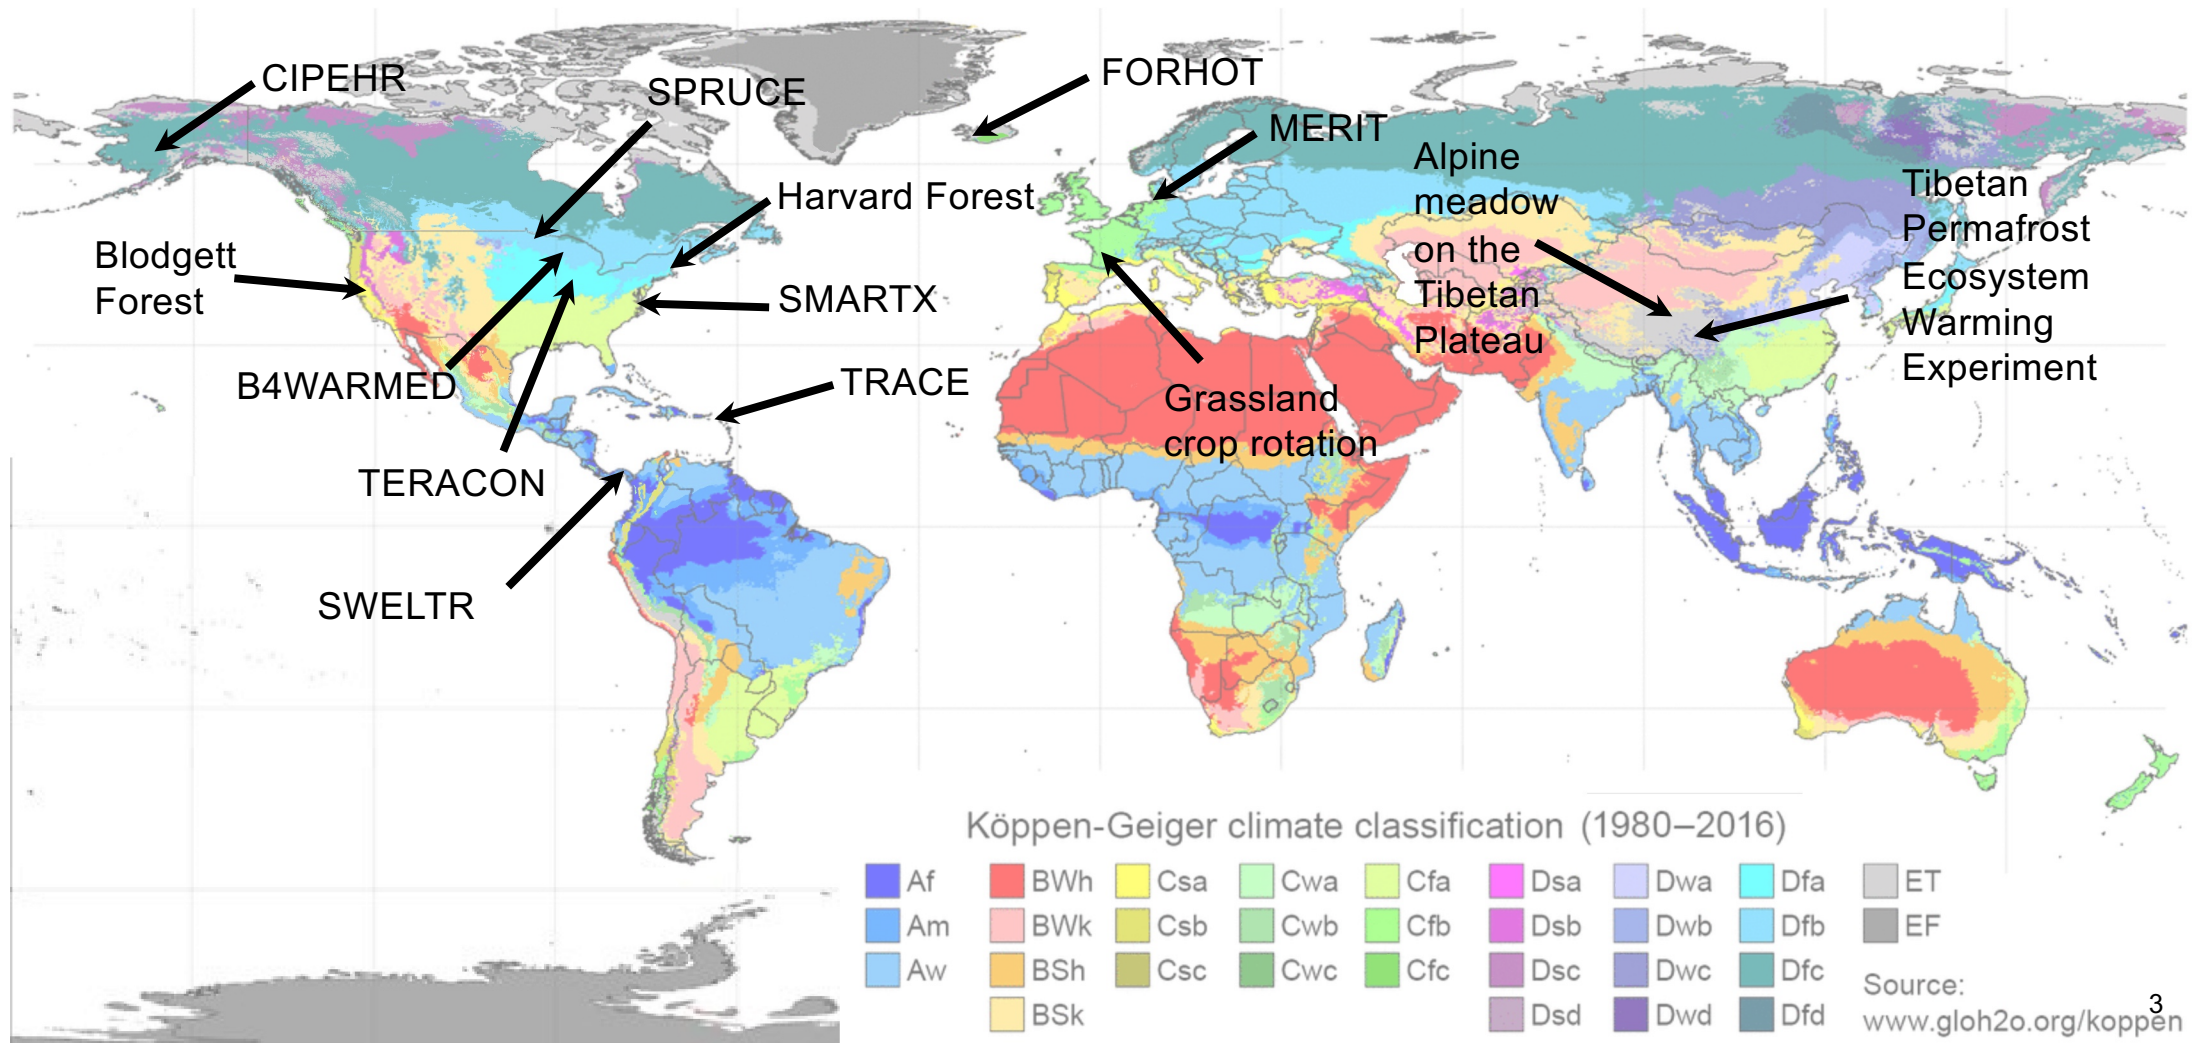 CIPEHR
SPRUCE
FORHOT
MERIT
Alpine
meadow
on the
Tibetan
Plateau
Tibetan
Permafrost
Ecosystem
Warming
Experiment
Harvard Forest
Blodgett
Forest
SMARTX
B4WARMED
TRACE
Grassland
crop rotation
TERACON
SWELTR
Köppen-Geiger climate classification (1980–2016)
Af
Am
Aw
BWh
BWk
BSh
BSk
Csa
Csb
Csc
Cwa
Cwb
Cwc
Cfa
Cfb
Cfc
Dsa
Dsb
Dsc
Dsd
Dwa
Dwb
Dwc
Dwd
Dfa
Dfb
Dfc
Dfd
ET
EF
Source:
www.gloh2o.org/koppen
3